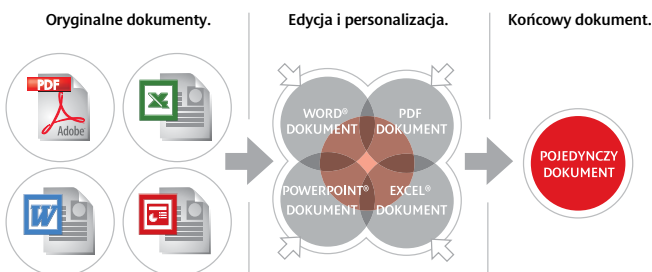 Oryginalne dokumenty.
Edycja i personalizacja.
Końcowy dokument.
PDF
Adobe
X
W
WORD®
DOKUMENT
PDF
DOKUMENT
POWERPOINT®
DOKUMENT
EXCEL®
DOKUMENT
POJEDYNCZY
DOKUMENT